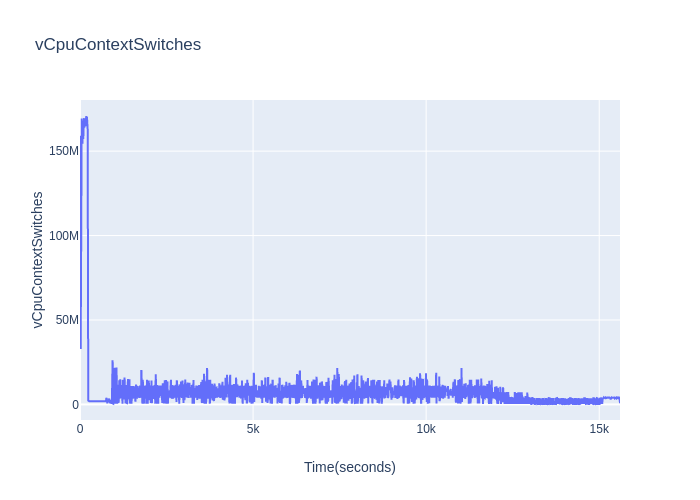 vCpuContextSwitches
vCpuContextSwitches
150M
100M
50M
0
0
5k
10k
15k
Time(seconds)